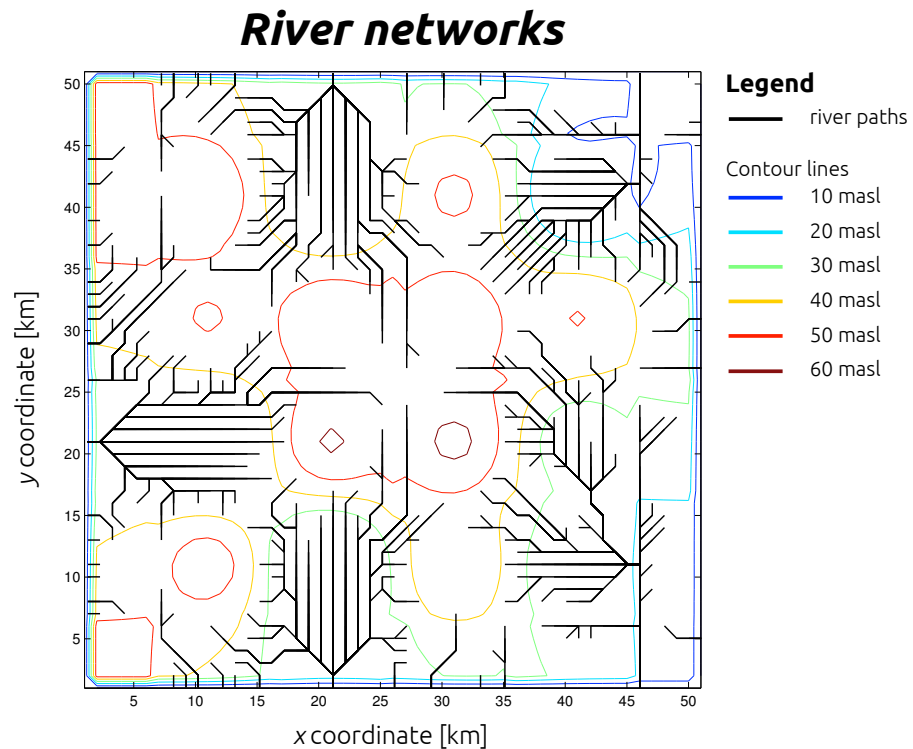 River networks
50
45
40
35
30
25
20
15
10
5
5
10
15
20
25
30
35
40
45
50
y coordinate [km]
x coordinate [km]
Legend
river paths
Contour lines
10 masl
20 masl
30 masl
40 masl
50 masl
60 masl